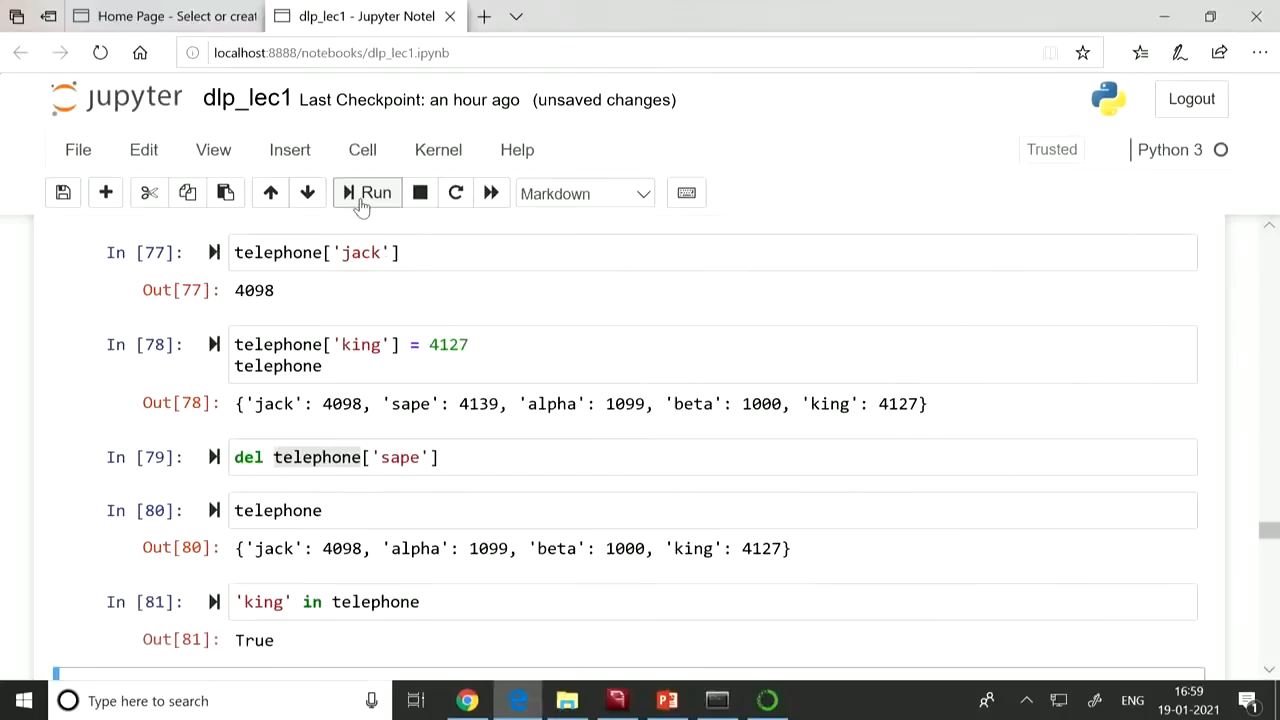 Home Page - Select or creat
dlp_lec1 - Jupyter Notel
localhost:8888/notebooks/dlp_lec1.ipynb
jupyter dlp_lec1 Last Checkpoint: an hour ago (unsaved changes)
Logout
File Edit View Insert Cell Kernel Help
Trusted
Python 3
Run
Markdown
In [77]: telephone['jack']
Out[77]: 4098
In [78]: telephone['king'] = 4127
telephone
Out[78]: {'jack': 4098, 'sape': 4139, 'alpha': 1099, 'beta': 1000, 'king': 4127}
In [79]: del telephone['sape']
In [80]: telephone
Out[80]: {'jack': 4098, 'alpha': 1099, 'beta': 1000, 'king': 4127}
In [81]: 'king' in telephone
Out[81]: True
Type here to search
ENG
16:59
19-01-2021
1